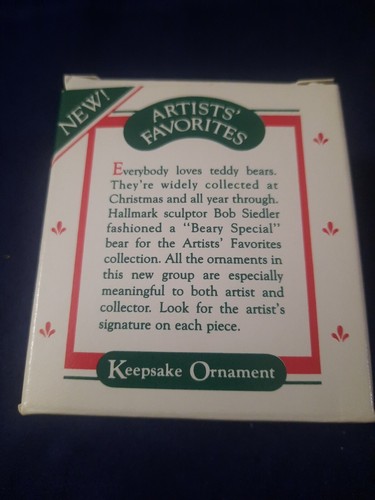 NEW!
ARTISTS'
FAVORITES
Everybody loves teddy bears.
They're widely collected at
Christmas and all year through.
Hallmark sculptor Bob Siedler
fashioned a "Beary Special"
bear for the Artists' Favorites
collection. All the ornaments in
this new group are especially
meaningful to both artist and
collector. Look for the artist's
signature on each piece.
Keepsake Ornament